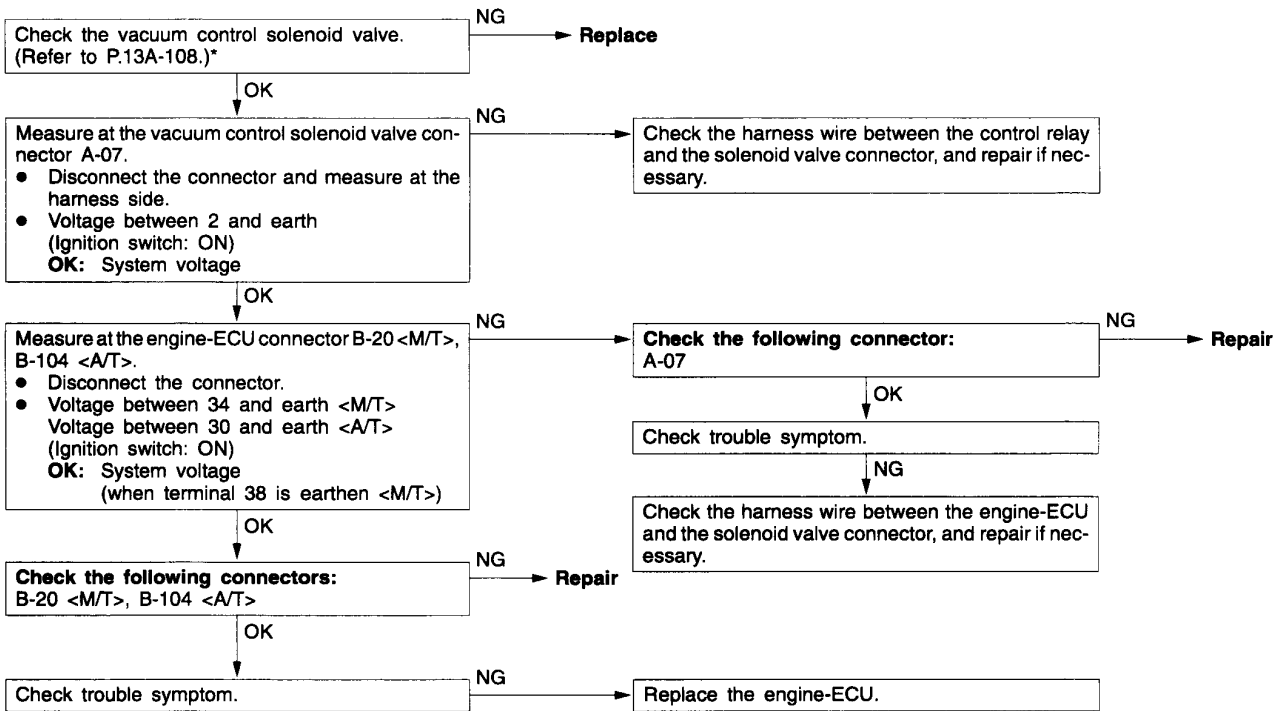 Check the vacuum control solenoid valve.
(Refer to P.13A-108.)*
NG
Replace
OK
Measure at the vacuum control solenoid valve con-
nector A-07.
● Disconnect the connector and measure at the
harness side.
● Voltage between 2 and earth
(Ignition switch: ON)
OK: System voltage
NG
Check the harness wire between the control relay
and the solenoid valve connector, and repair if nec-
essary.
OK
Measure at the engine-ECU connector B-20 <M/T>,
B-104 <A/T>.
● Disconnect the connector.
● Voltage between 34 and earth <M/T>
Voltage between 30 and earth <A/T>
(Ignition switch: ON)
OK: System voltage
(when terminal 38 is earthen <M/T>)
NG
Check the following connector:
A-07
NG
Repair
OK
Check trouble symptom.
NG
Check the harness wire between the engine-ECU
and the solenoid valve connector, and repair if nec-
essary.
OK
Check the following connectors:
B-20 <M/T>, B-104 <A/T>
NG
Repair
OK
Check trouble symptom.
NG
Replace the engine-ECU.